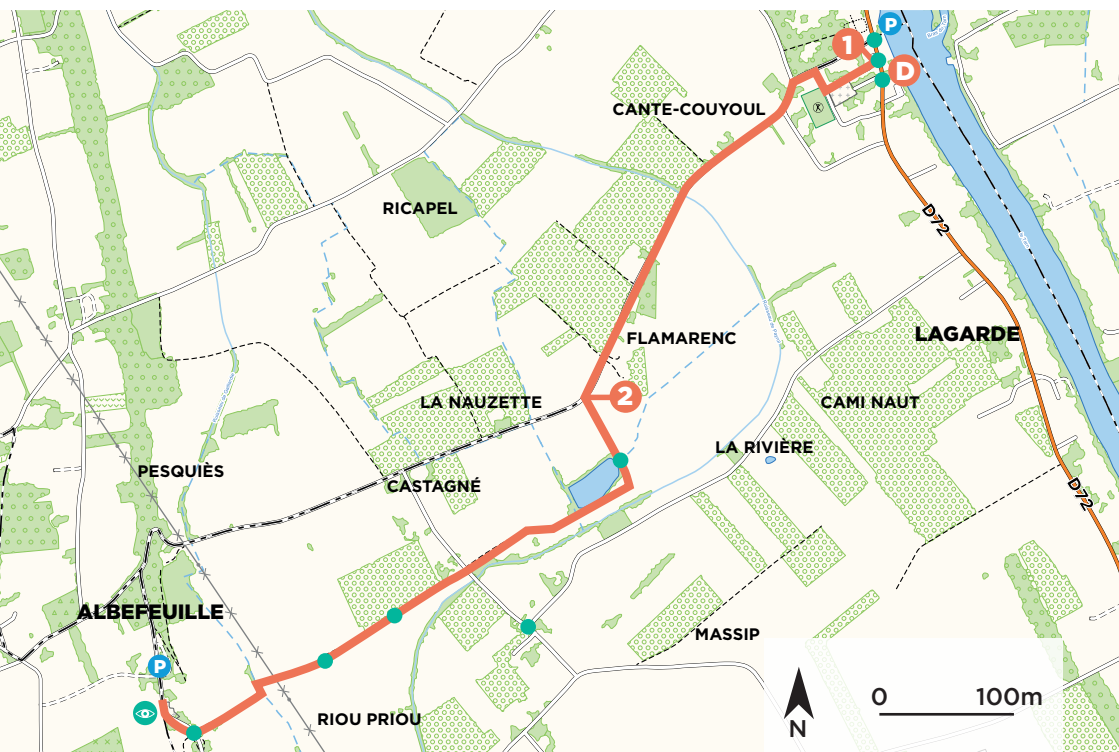 P
1
D
CANTE-COUYOUL
RICAPEL
D72
LAGARDE
FLAMARENC
2
LA NAUZETTE
CAMI NAUT
LA RIVIÈRE
PESQUIÈS
CASTAGNÉ
D72
ALBEFEUILLE
MASSIP
P
RIOU PRIOU
0 100m
N